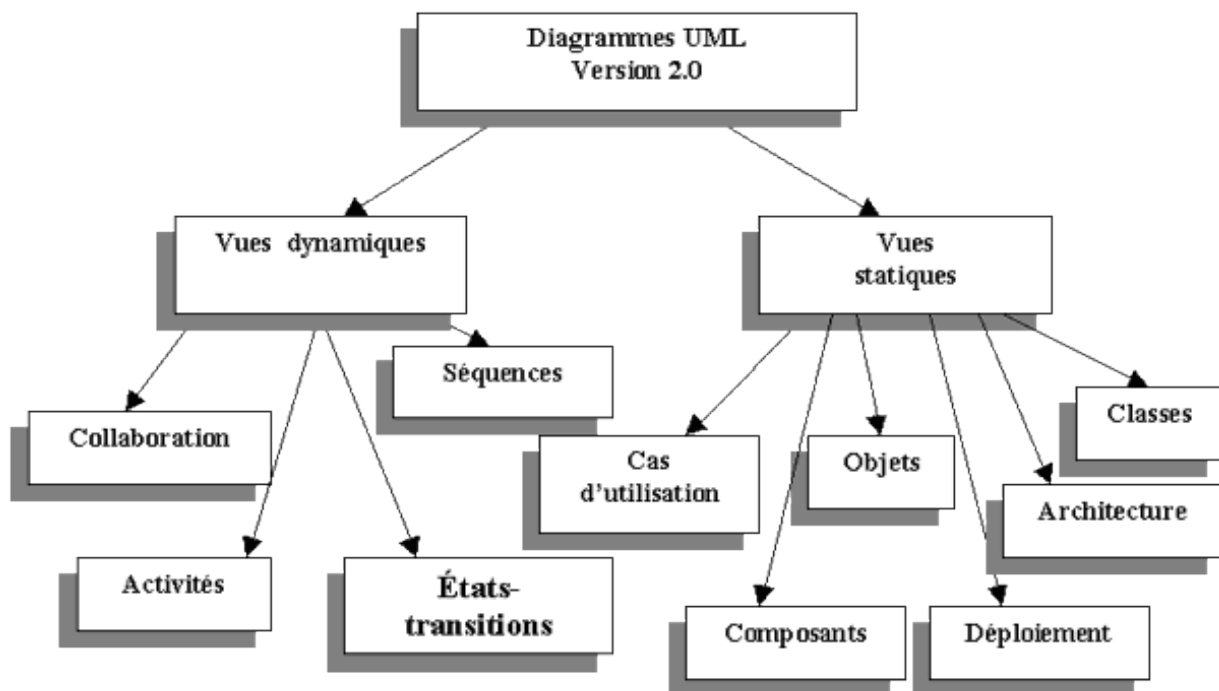 Diagrammes UML
Version 2.0
Vues dynamiques
Vues
statiques
Séquences
Collaboration
Classes
Cas
d'utilisation
Objets
Architecture
Activités
États-
transitions
Composants
Déploiement